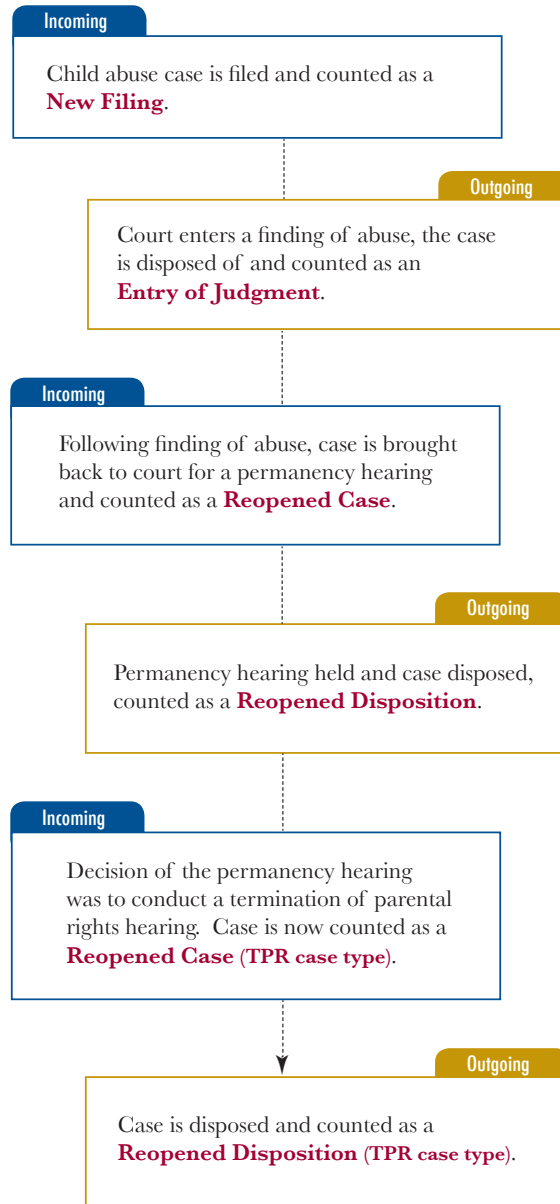 Incoming
Child abuse case is filed and counted as a
New Filing.
Outgoing
Court enters a finding of abuse, the case
is disposed of and counted as an
Entry of Judgment.
Incoming
Following finding of abuse, case is brought
back to court for a permanency hearing
and counted as a Reopened Case.
Outgoing
Permanency hearing held and case disposed,
counted as a Reopened Disposition.
Incoming
Decision of the permanency hearing
was to conduct a termination of parental
rights hearing. Case is now counted as a
Reopened Case (TPR case type).
Outgoing
Case is disposed and counted as a
Reopened Disposition (TPR case type).